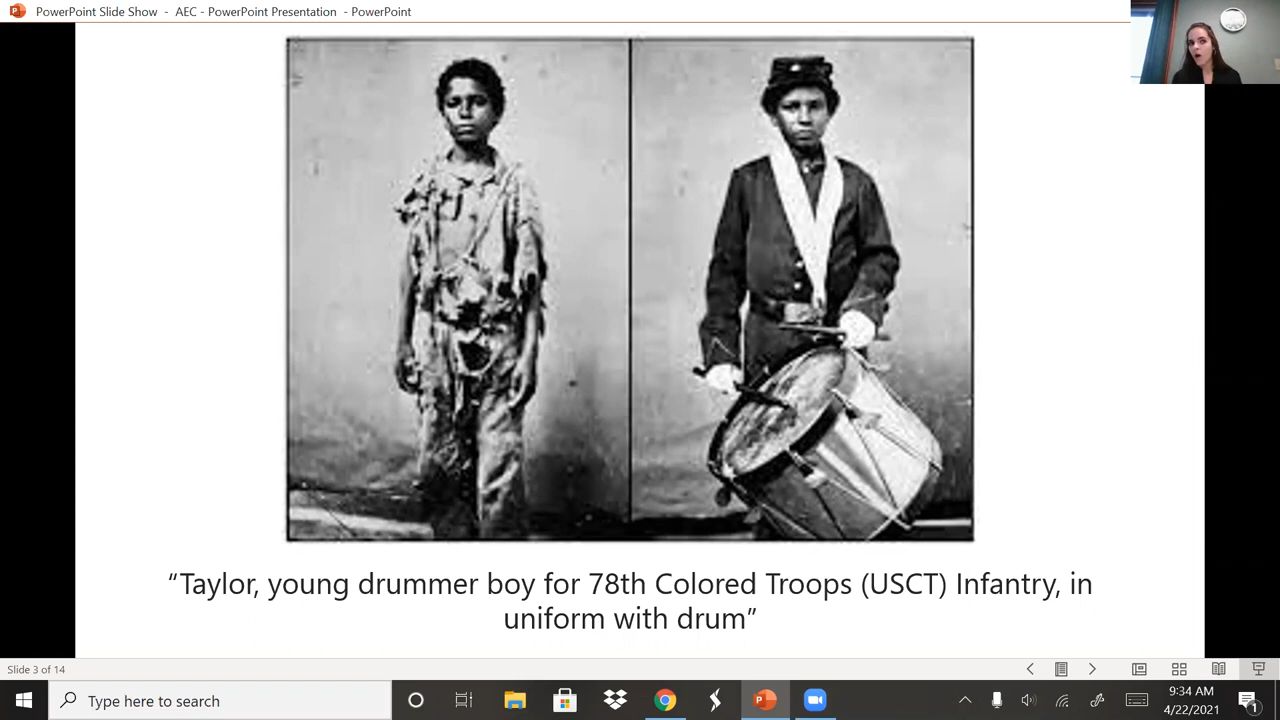 PowerPoint Slide Show - AEC - PowerPoint Presentation - PowerPoint
“Taylor, young drummer boy for 78th Colored Troops (USCT) Infantry, in
uniform with drum”
Slide 3 of 14
Type here to search
9:34 AM
4/22/2021
1